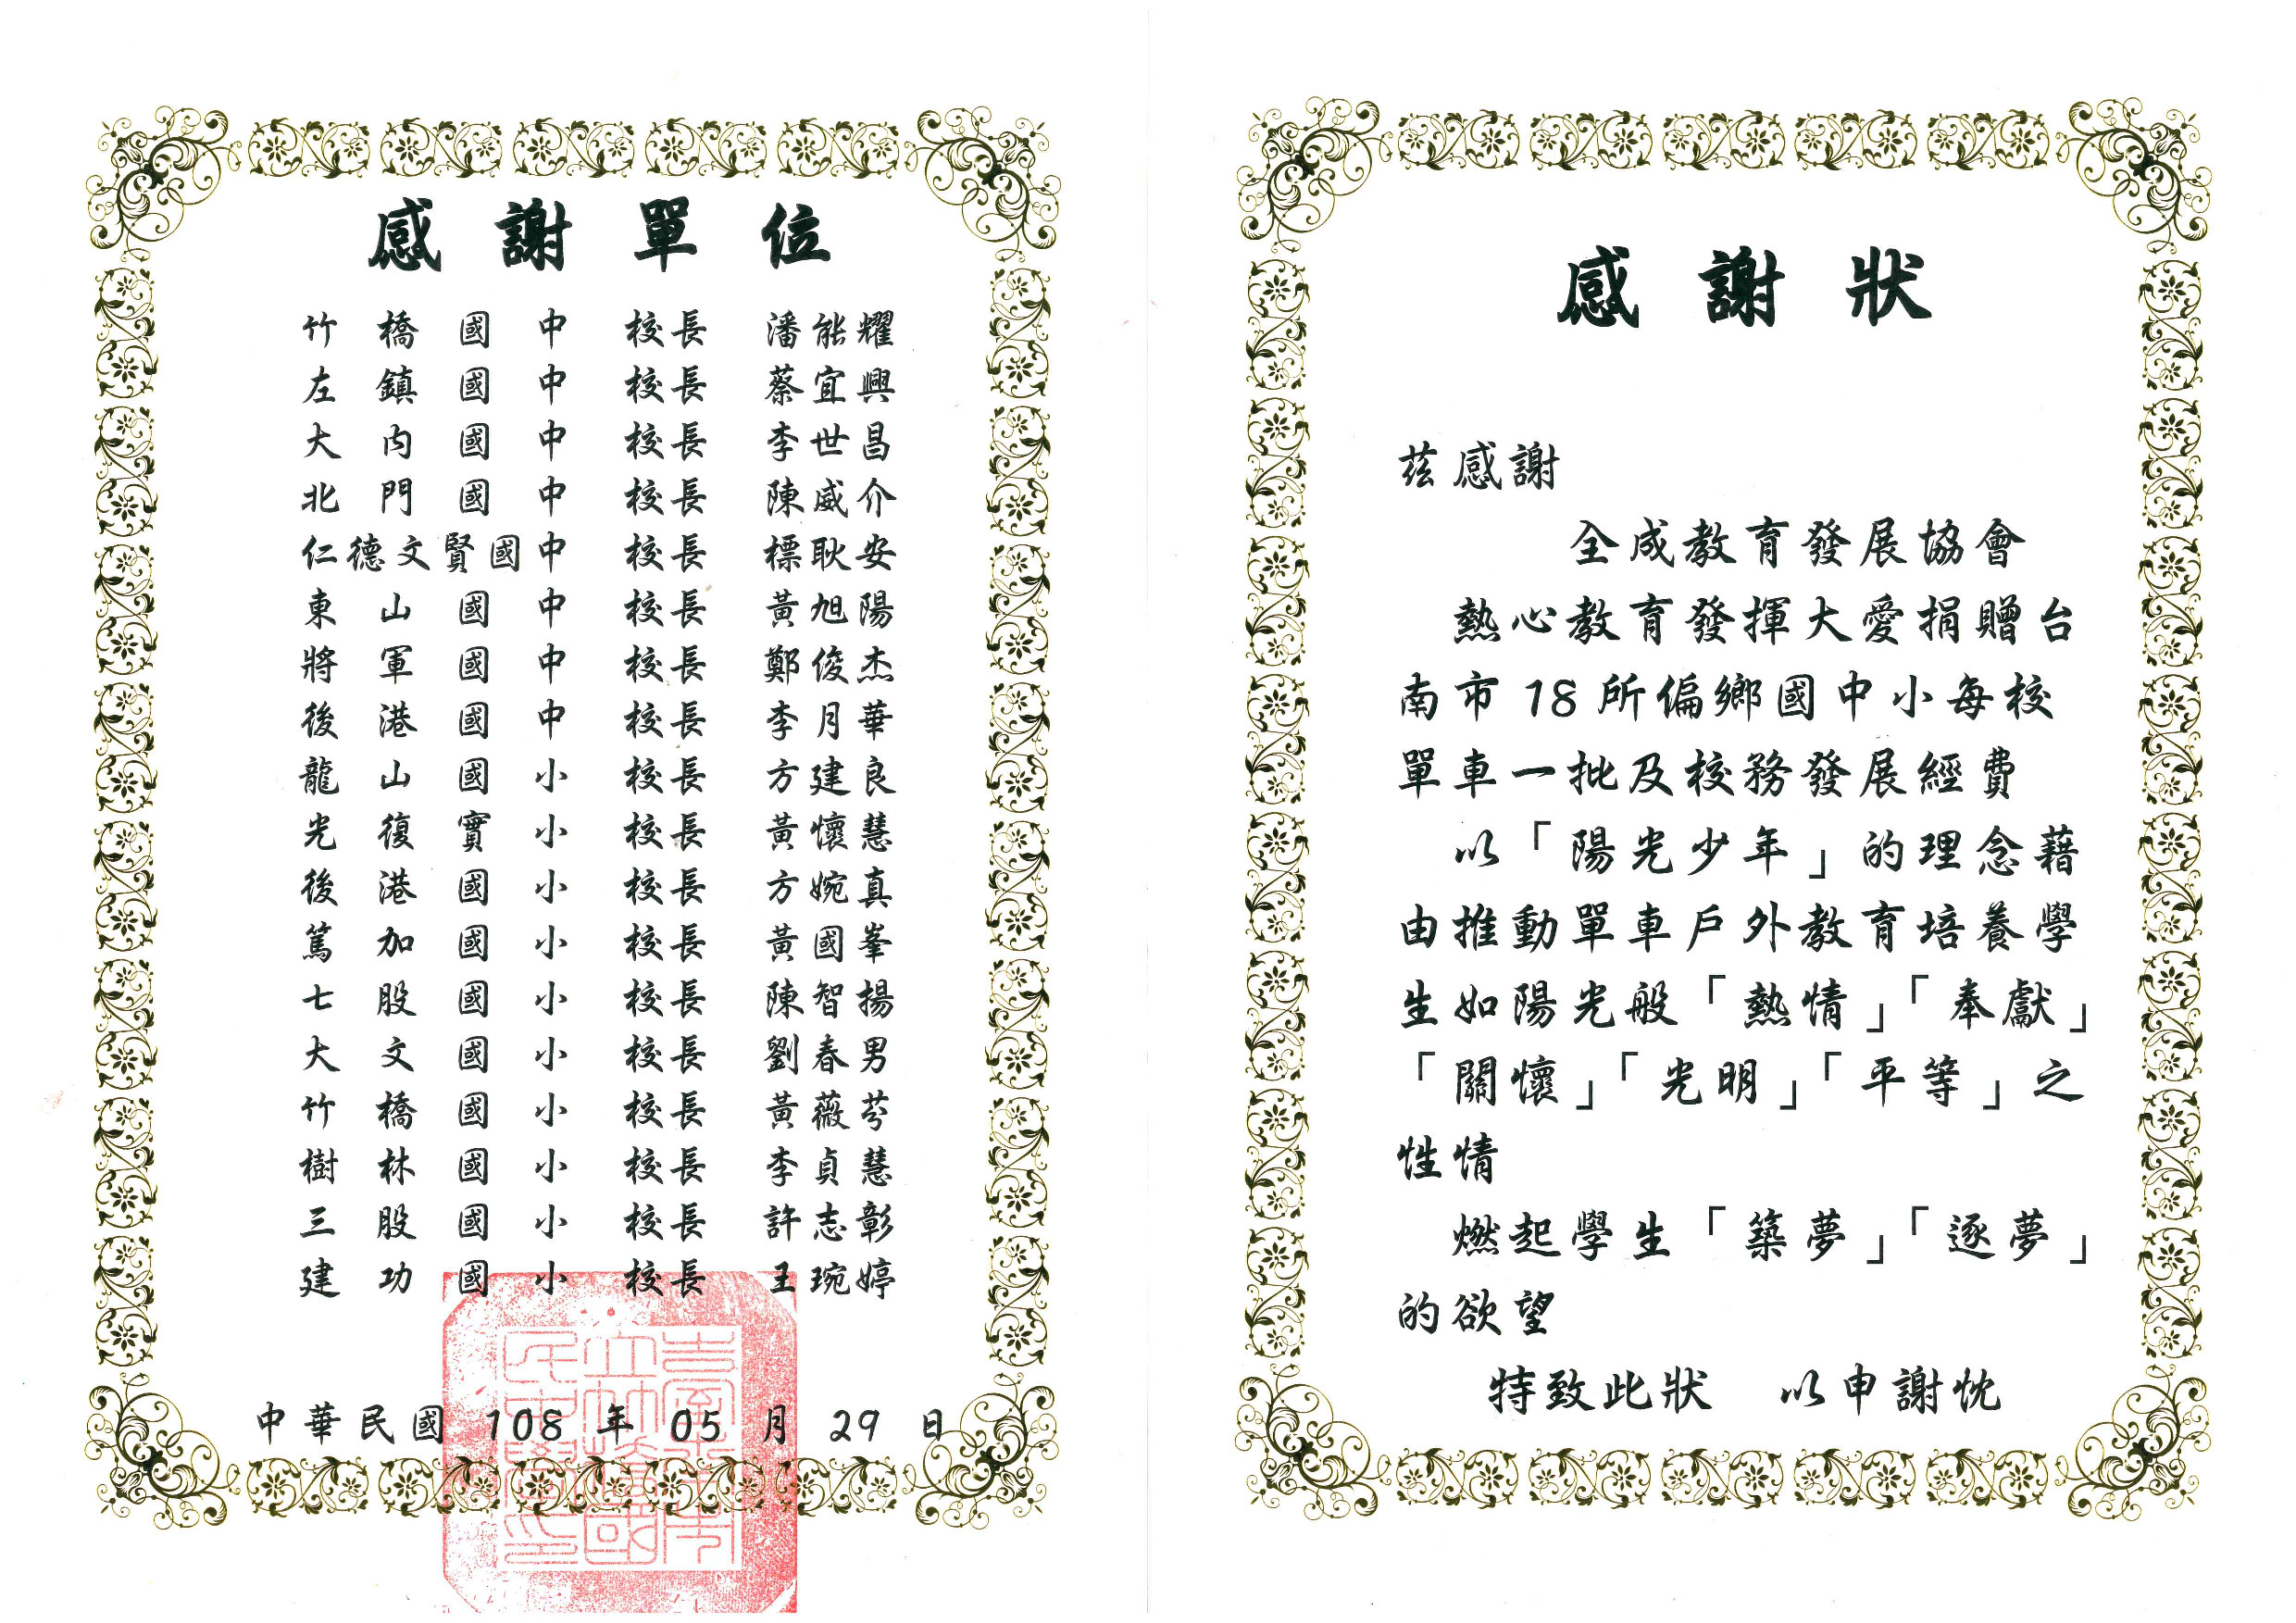 感謝單位
竹橋國中 校長 潘能耀
左鎮國中 校長 蔡宜興
大內國中 校長 李世昌
北門國中 校長 陳威介
仁德文賢國中 校長 標耿安
東山國中 校長 黃旭陽
將軍國中 校長 鄭俊杰
後港國中 校長 李月華
龍山國小 校長 方建良
光復實小 校長 黃懷慧
後港國小 校長 方婉真
篤加國小 校長 黃國峯
七股國小 校長 陳智揚
大文國小 校長 劉春男
竹橋國小 校長 黃薇芩
樹林國小 校長 李貞慧
三股國小 校長 許志彰
建功國小 校長 王琬婷
中華民國 108 年 05 月 29 日
感謝狀
茲感謝
全成教育發展協會
熱心教育發揮大愛捐贈台
南市 18 所偏鄉國中小每校
單車一批及校務發展經費
以「陽光少年」的理念藉
由推動單車戶外教育培養學
生如陽光般「熱情」「奉獻」
「關懷」「光明」「平等」之
性情
燃起學生「築夢」「逐夢」
的欲望
特致此狀 以申謝忱